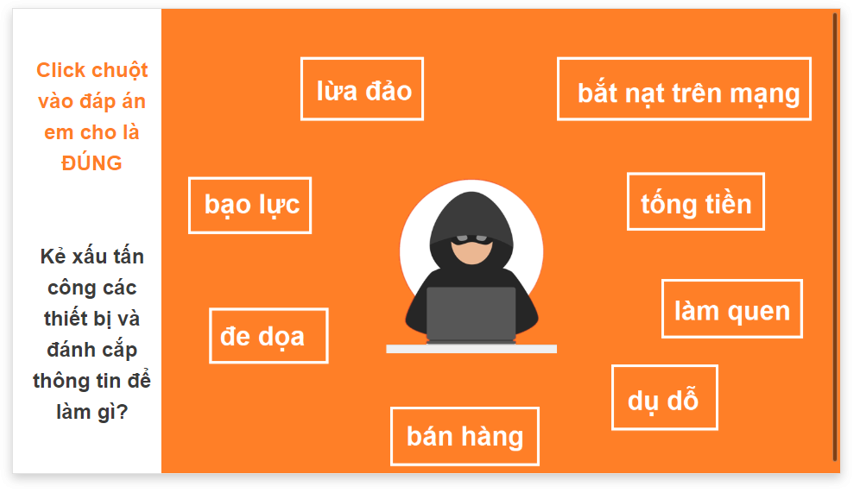 Click chuột
vào đáp án
em cho là
ĐÚNG
Kẻ xấu tấn
công các
thiết bị và
đánh cắp
thông tin để
làm gì?
lừa đảo
bắt nạt trên mạng
bạo lực
tống tiền
làm quen
đe dọa
dụ dỗ
bán hàng